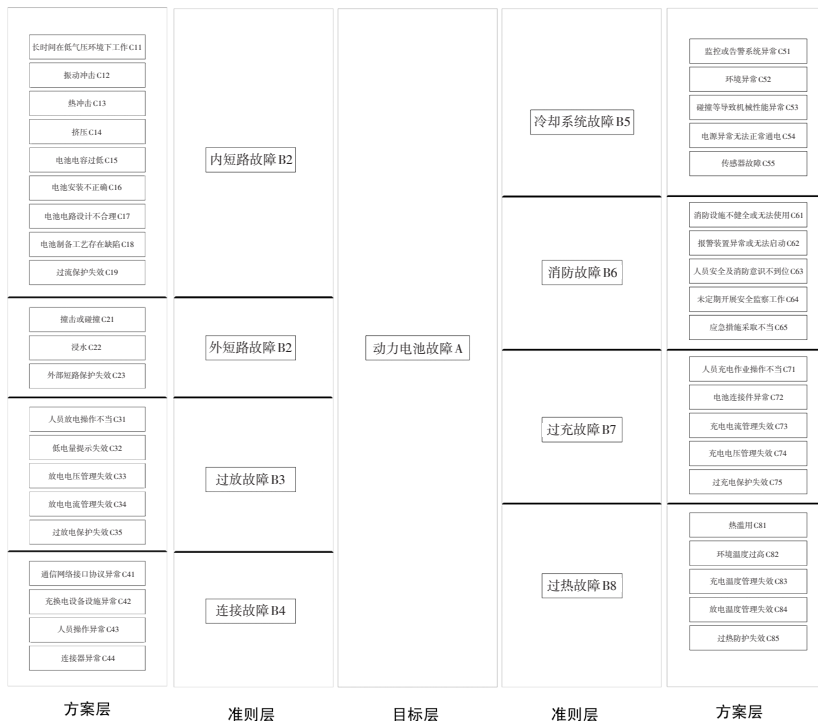 长时间在低气压环境下工作C11
振动冲击C12
热冲击C13
挤压C14
电池电容过低C15
电池安装不正确C16
电池电路设计不合理C17
电池制备工艺存在缺陷C18
过流保护失效C19
撞击或碰撞C21
浸水C22
外部短路保护失效C23
人员放电操作不当C31
低电量提示失效C32
放电电压管理失效C33
放电电流管理失效C34
过放电保护失效C35
通信网络接口协议异常C41
充换电设备设施异常C42
人员操作异常C43
连接器异常C44
方案层
内短路故障B2
外短路故障B2
过放故障B3
连接故障B4
准则层
动力电池故障A
目标层
冷却系统故障B5
消防故障B6
过充故障B7
过热故障B8
准则层
监控或告警系统异常C51
环境异常C52
碰撞等导致机械性能异常C53
电源异常无法正常通电C54
传感器故障C55
消防设施不健全或无法使用C61
报警装置异常或无法启动C62
人员安全及消防意识不到位C63
未定期开展安全监察工作C64
应急措施采取不当C65
人员充电作业操作不当C71
电池连接件异常C72
充电电流管理失效C73
充电电压管理失效C74
过充电保护失效C75
热滥用C81
环境温度过高C82
充电温度管理失效C83
放电温度管理失效C84
过热防护失效C85
方案层